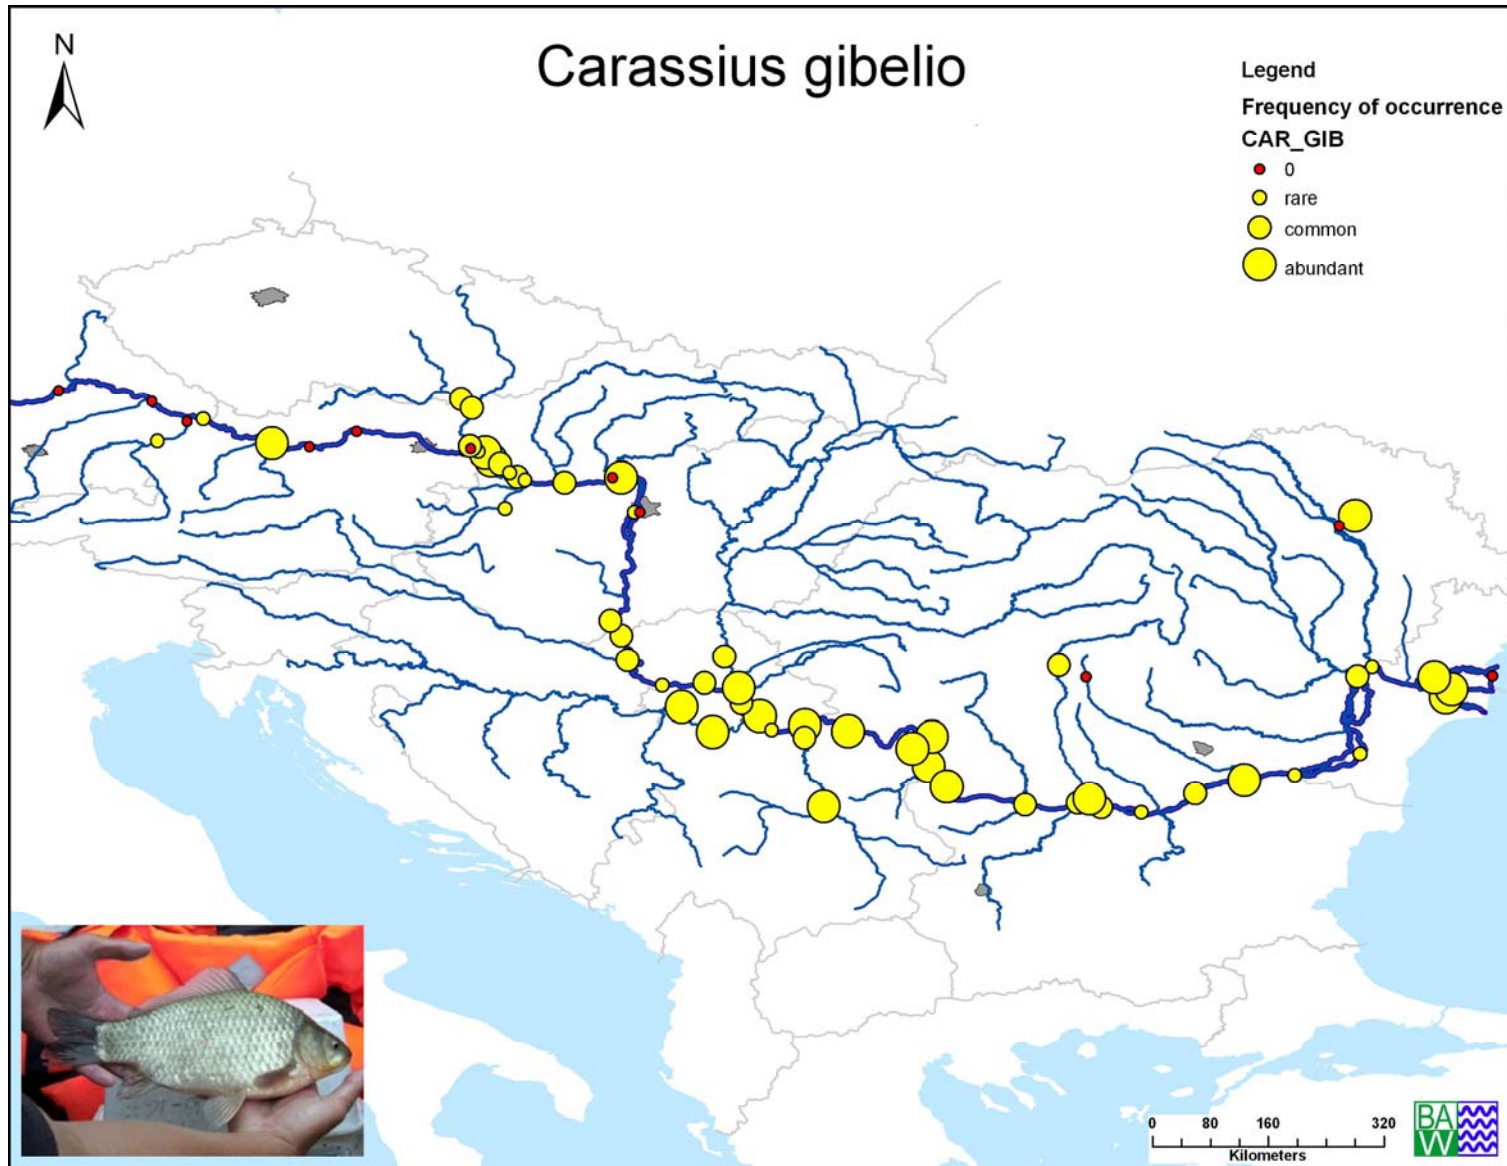 N
Carassius gibelio
Legend
Frequency of occurrence
CAR_GIB
0
rare
common
abundant
0 80 160 320
Kilometers
BA
W